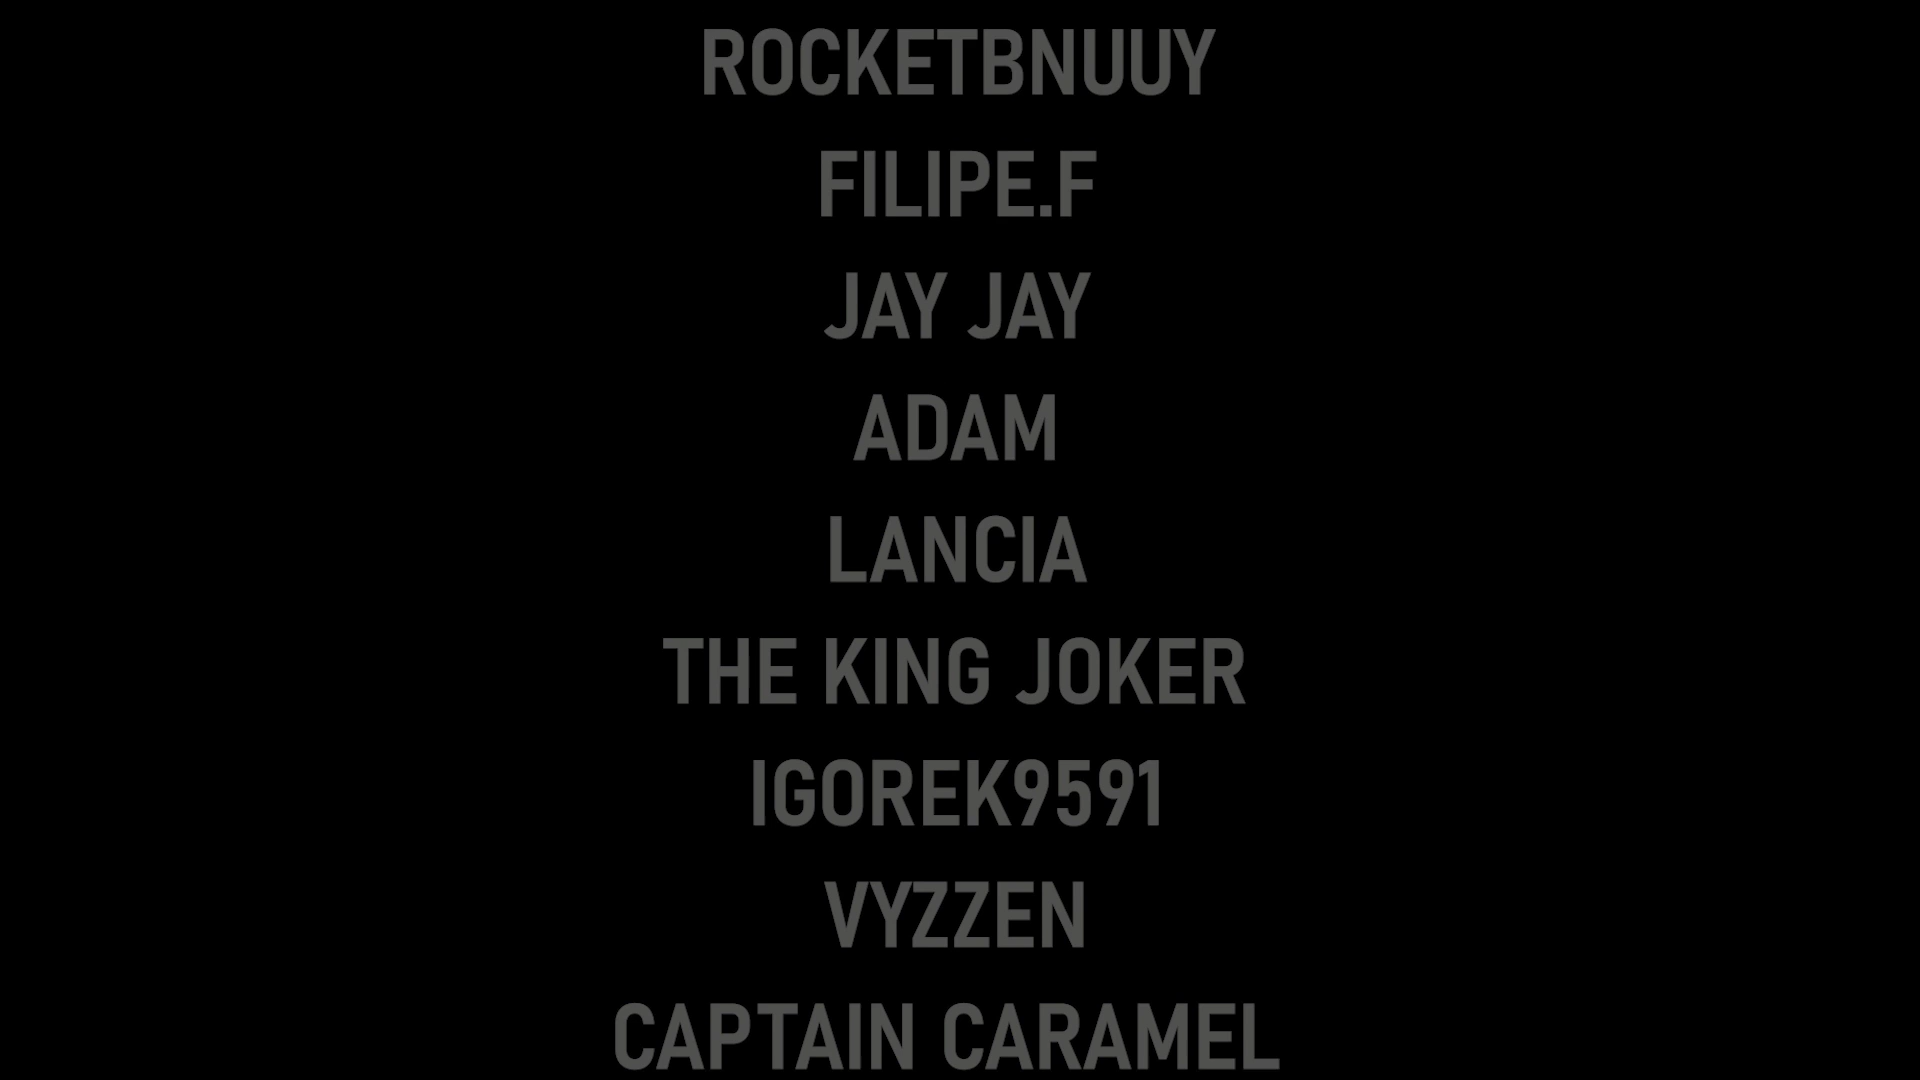 ROCKETBNUUY
FILIPE.F
JAY JAY
ADAM
LANCIA
THE KING JOKER
IGOREK9591
VYZZEN
CAPTAIN CARAMEL